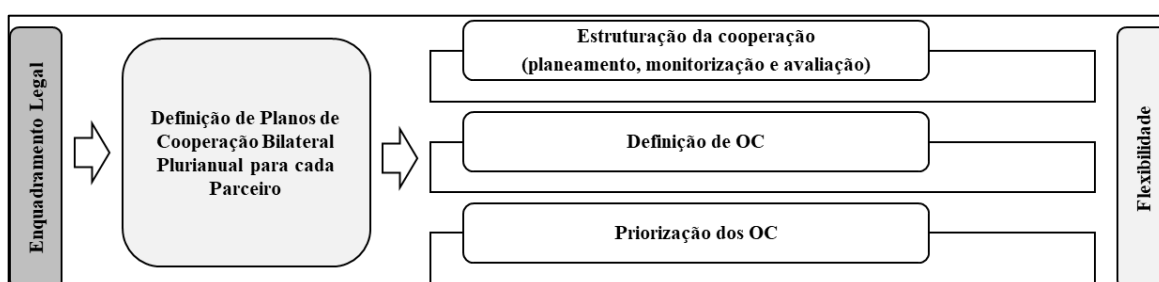 Enquadramento Legal
Definição de Planos de
Cooperação Bilateral
Plurianual para cada
Parceiro
Estruturação da cooperação
(planeamento, monitorização e avaliação)
Definição de OC
Priorização dos OC
Flexibilidade